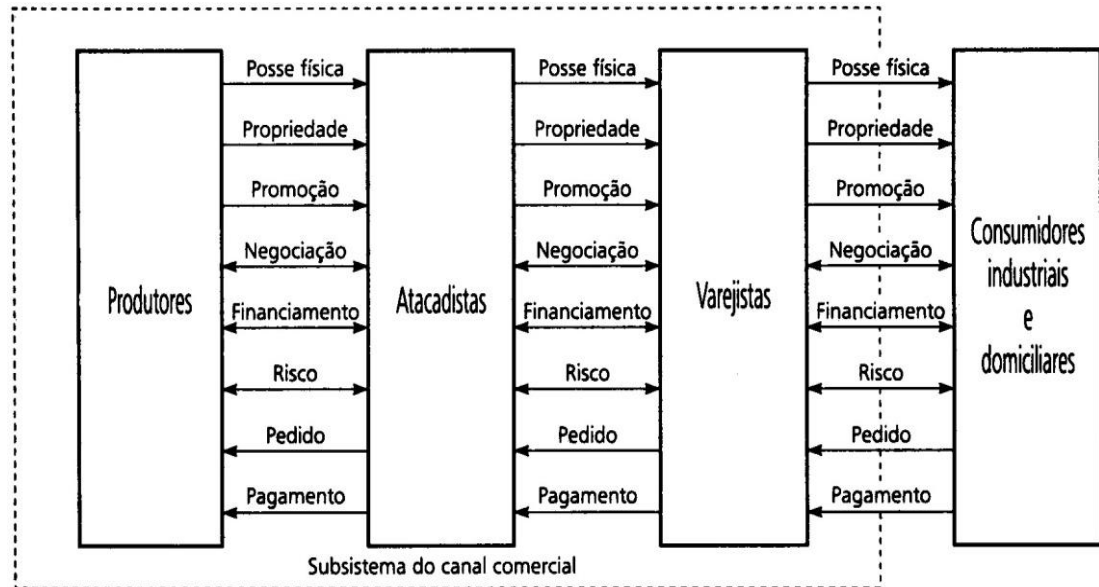 Posse física Posse física Posse física
Propriedade Propriedade Propriedade
Promoção Promoção Promoção
Negociação Negociação Negociação
Financiamento Financiamento Financiamento
Risco Risco Risco
Pedido Pedido Pedido
Pagamento Pagamento Pagamento
Produtores
Atacadistas
Varejistas
Consumidores
industriais
e
domiciliares
Subsistema do canal comercial